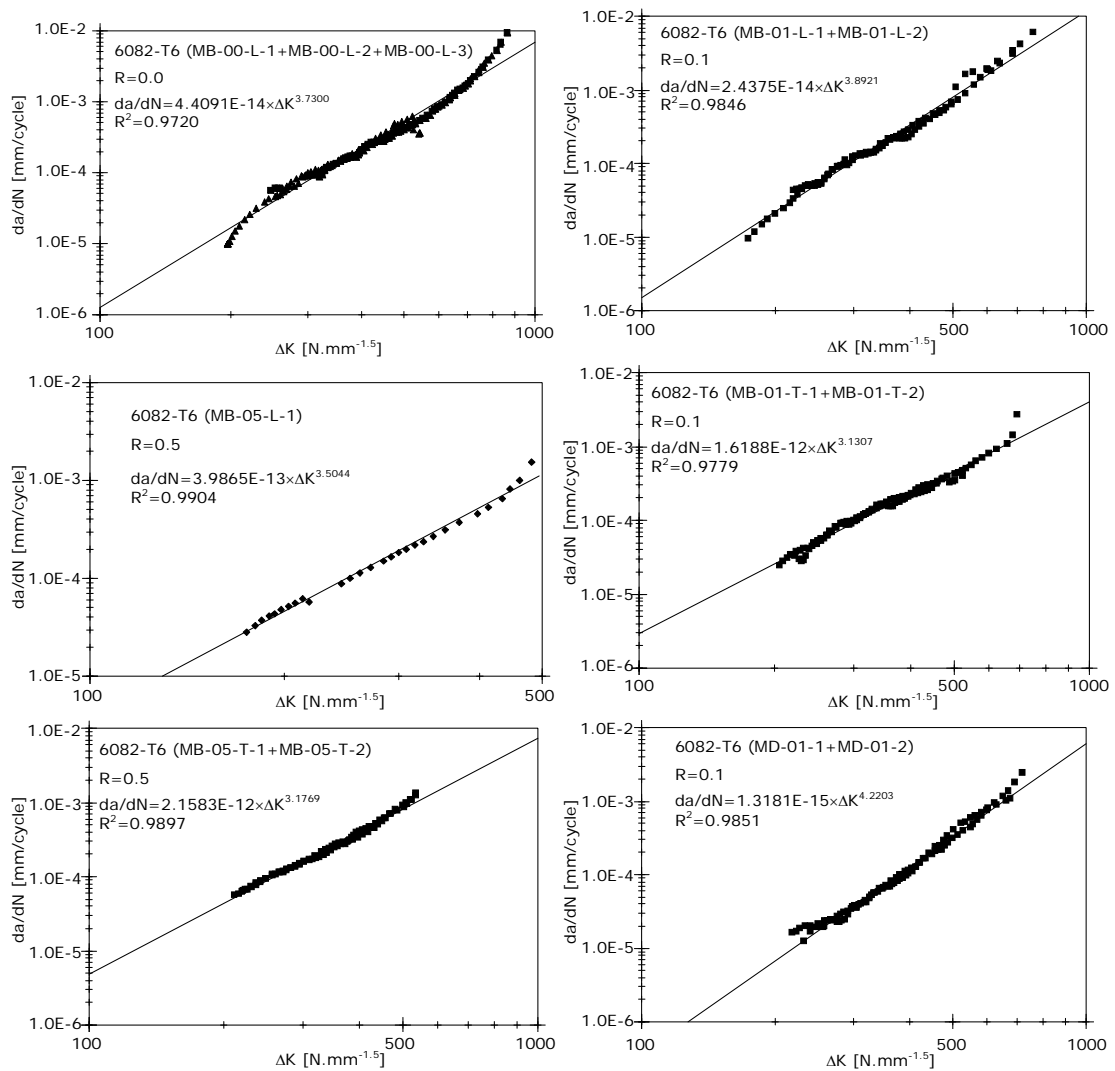 1.0E-2
1.0E-3
1.0E-4
1.0E-5
1.0E-6
da/dN [mm/cycle]
6082-T6 (MB-00-L-1+MB-00-L-2+MB-00-L-3)
R=0.0
da/dN=4.4091E-14×ΔK^3.7300
R²=0.9720
100
1000
ΔK [N.mm^-1.5]
1.0E-2
1.0E-3
1.0E-4
1.0E-5
1.0E-6
da/dN [mm/cycle]
6082-T6 (MB-01-L-1+MB-01-L-2)
R=0.1
da/dN=2.4375E-14×ΔK^3.8921
R²=0.9846
100
500
1000
ΔK [N.mm^-1.5]
1.0E-2
1.0E-3
1.0E-4
1.0E-5
da/dN [mm/cycle]
6082-T6 (MB-05-L-1)
R=0.5
da/dN=3.9865E-13×ΔK^3.5044
R²=0.9904
100
500
ΔK [N.mm^-1.5]
1.0E-2
1.0E-3
1.0E-4
1.0E-5
1.0E-6
da/dN [mm/cycle]
6082-T6 (MB-01-T-1+MB-01-T-2)
R=0.1
da/dN=1.6188E-12×ΔK^3.1307
R²=0.9779
100
500
1000
ΔK [N.mm^-1.5]
1.0E-2
1.0E-3
1.0E-4
1.0E-5
1.0E-6
da/dN [mm/cycle]
6082-T6 (MB-05-T-1+MB-05-T-2)
R=0.5
da/dN=2.1583E-12×ΔK^3.1769
R²=0.9897
100
500
1000
ΔK [N.mm^-1.5]
1.0E-2
1.0E-3
1.0E-4
1.0E-5
1.0E-6
da/dN [mm/cycle]
6082-T6 (MD-01-1+MD-01-2)
R=0.1
da/dN=1.3181E-15×ΔK^4.2203
R²=0.9851
100
500
1000
ΔK [N.mm^-1.5]